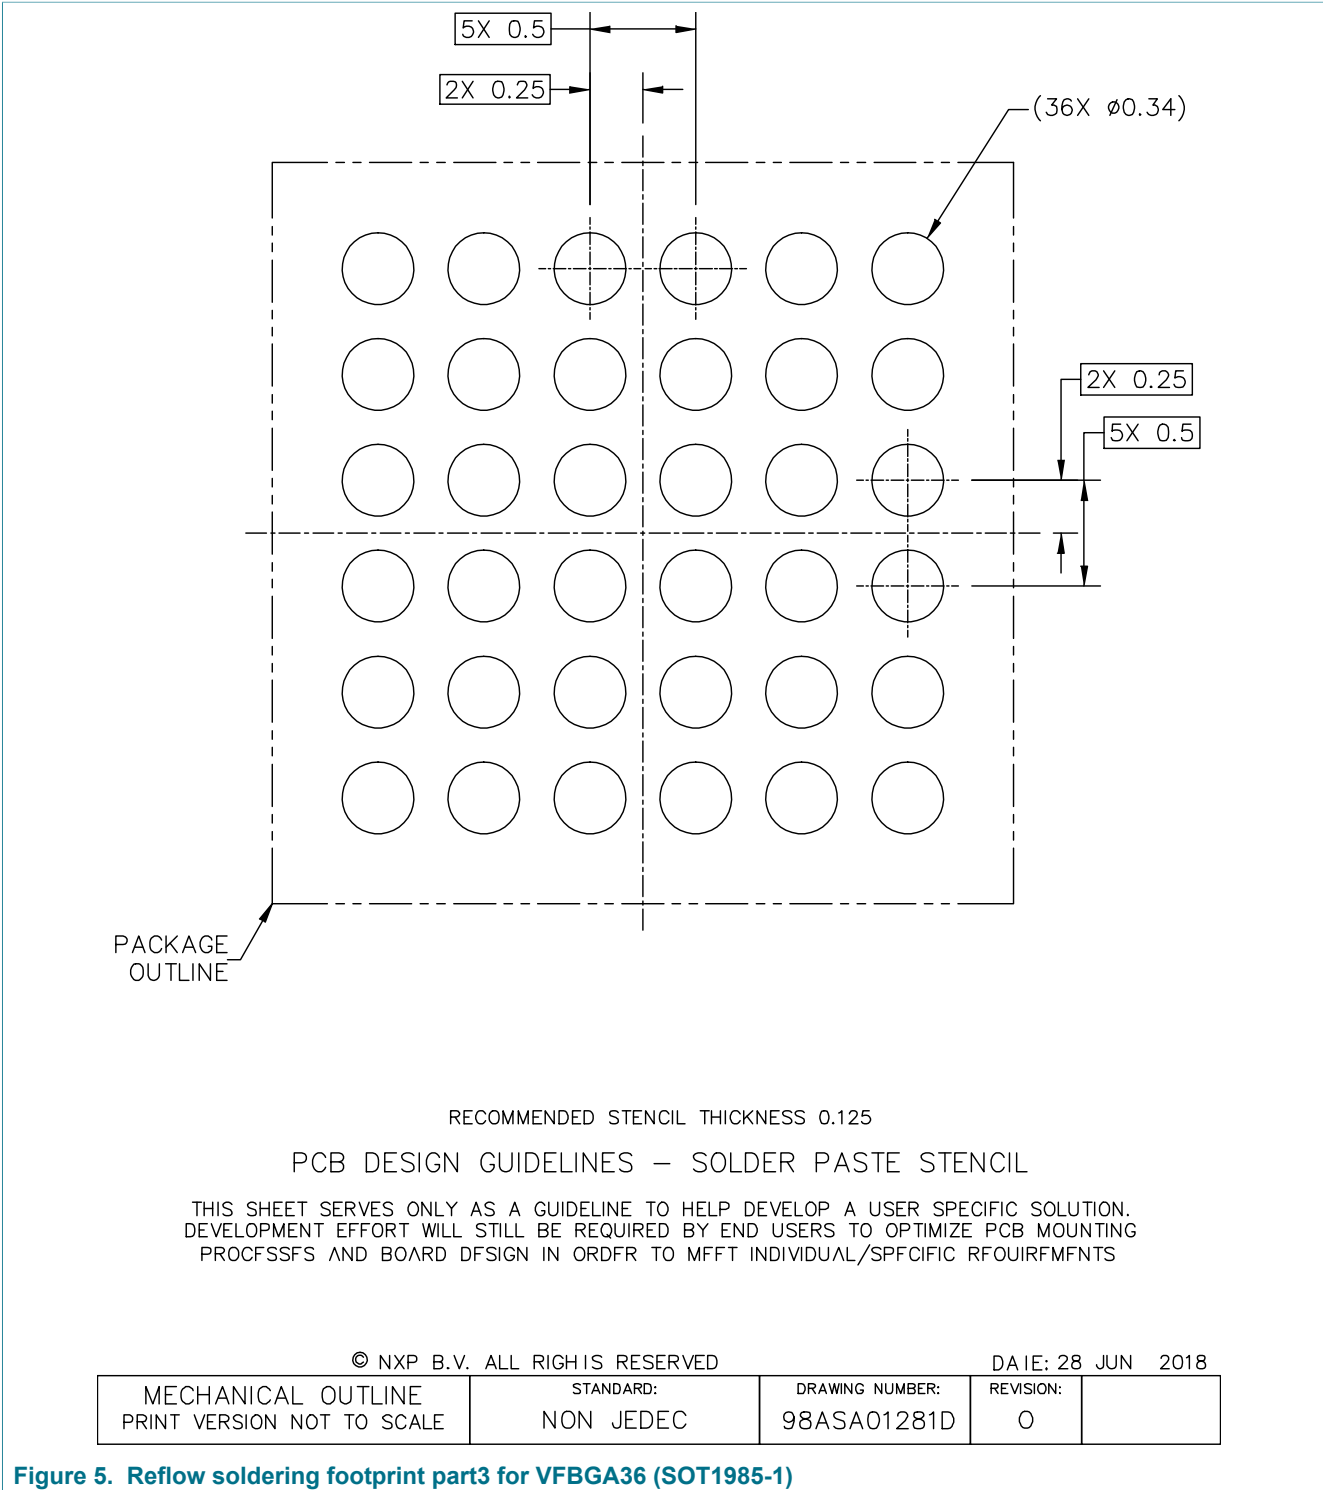 5X 0.5
2X 0.25
(36X ø0.34)
2X 0.25
5X 0.5
PACKAGE
OUTLINE
RECOMMENDED STENCIL THICKNESS 0.125
PCB DESIGN GUIDELINES – SOLDER PASTE STENCIL
THIS SHEET SERVES ONLY AS A GUIDELINE TO HELP DEVELOP A USER SPECIFIC SOLUTION.
DEVELOPMENT EFFORT WILL STILL BE REQUIRED BY END USERS TO OPTIMIZE PCB MOUNTING
PROCFSSFS AND BOARD DFSIGN IN ORDFR TO MFFT INDIVIDUAL/SPFCIFIC RFOUIRFMFNTS
© NXP B.V. ALL RIGHIS RESERVED
DAIE: 28 JUN 2018
MECHANICAL OUTLINE
PRINT VERSION NOT TO SCALE
STANDARD:
NON JEDEC
DRAWING NUMBER:
98ASA01281D
REVISION:
O
Figure 5. Reflow soldering footprint part3 for VFBGA36 (SOT1985-1)